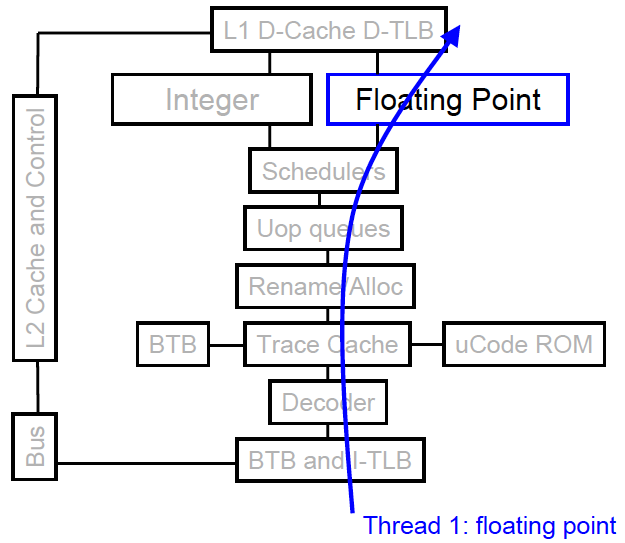 L1 D-Cache D-TLB
Integer
Floating Point
L2 Cache and Control
Schedulers
Uop queues
Rename/Alloc
BTB
Trace Cache
uCode ROM
Decoder
Bus
BTB and I-TLB
Thread 1: floating point